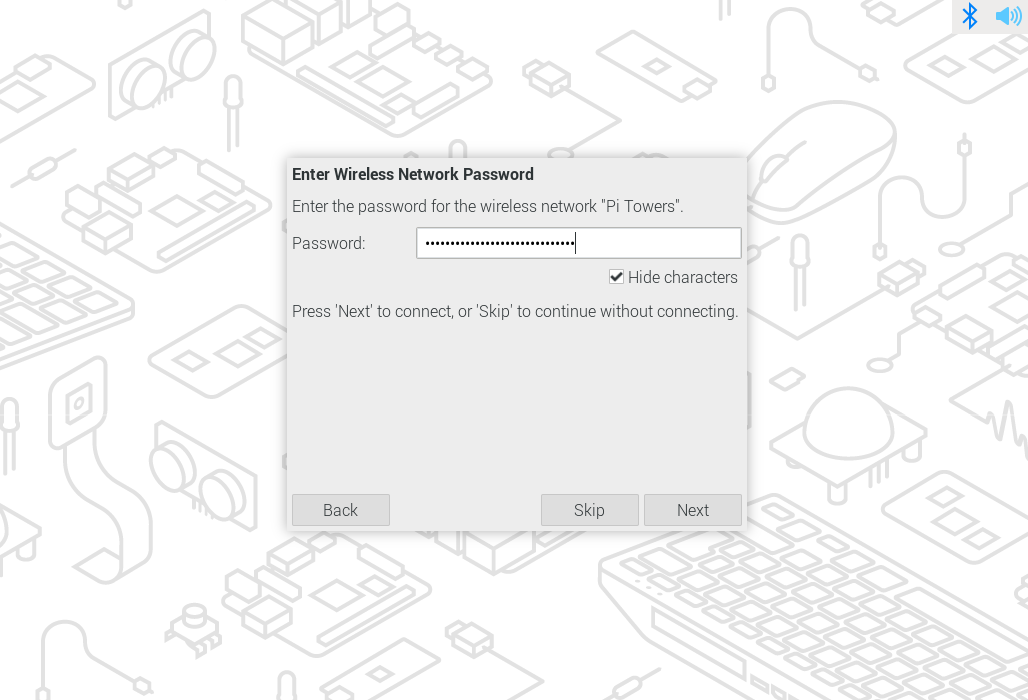 Enter Wireless Network Password
Enter the password for the wireless network "Pi Towers".
Password: ••••••••••••••••••••••••••••••
Hide characters
Press 'Next' to connect, or 'Skip' to continue without connecting.
Back Skip Next